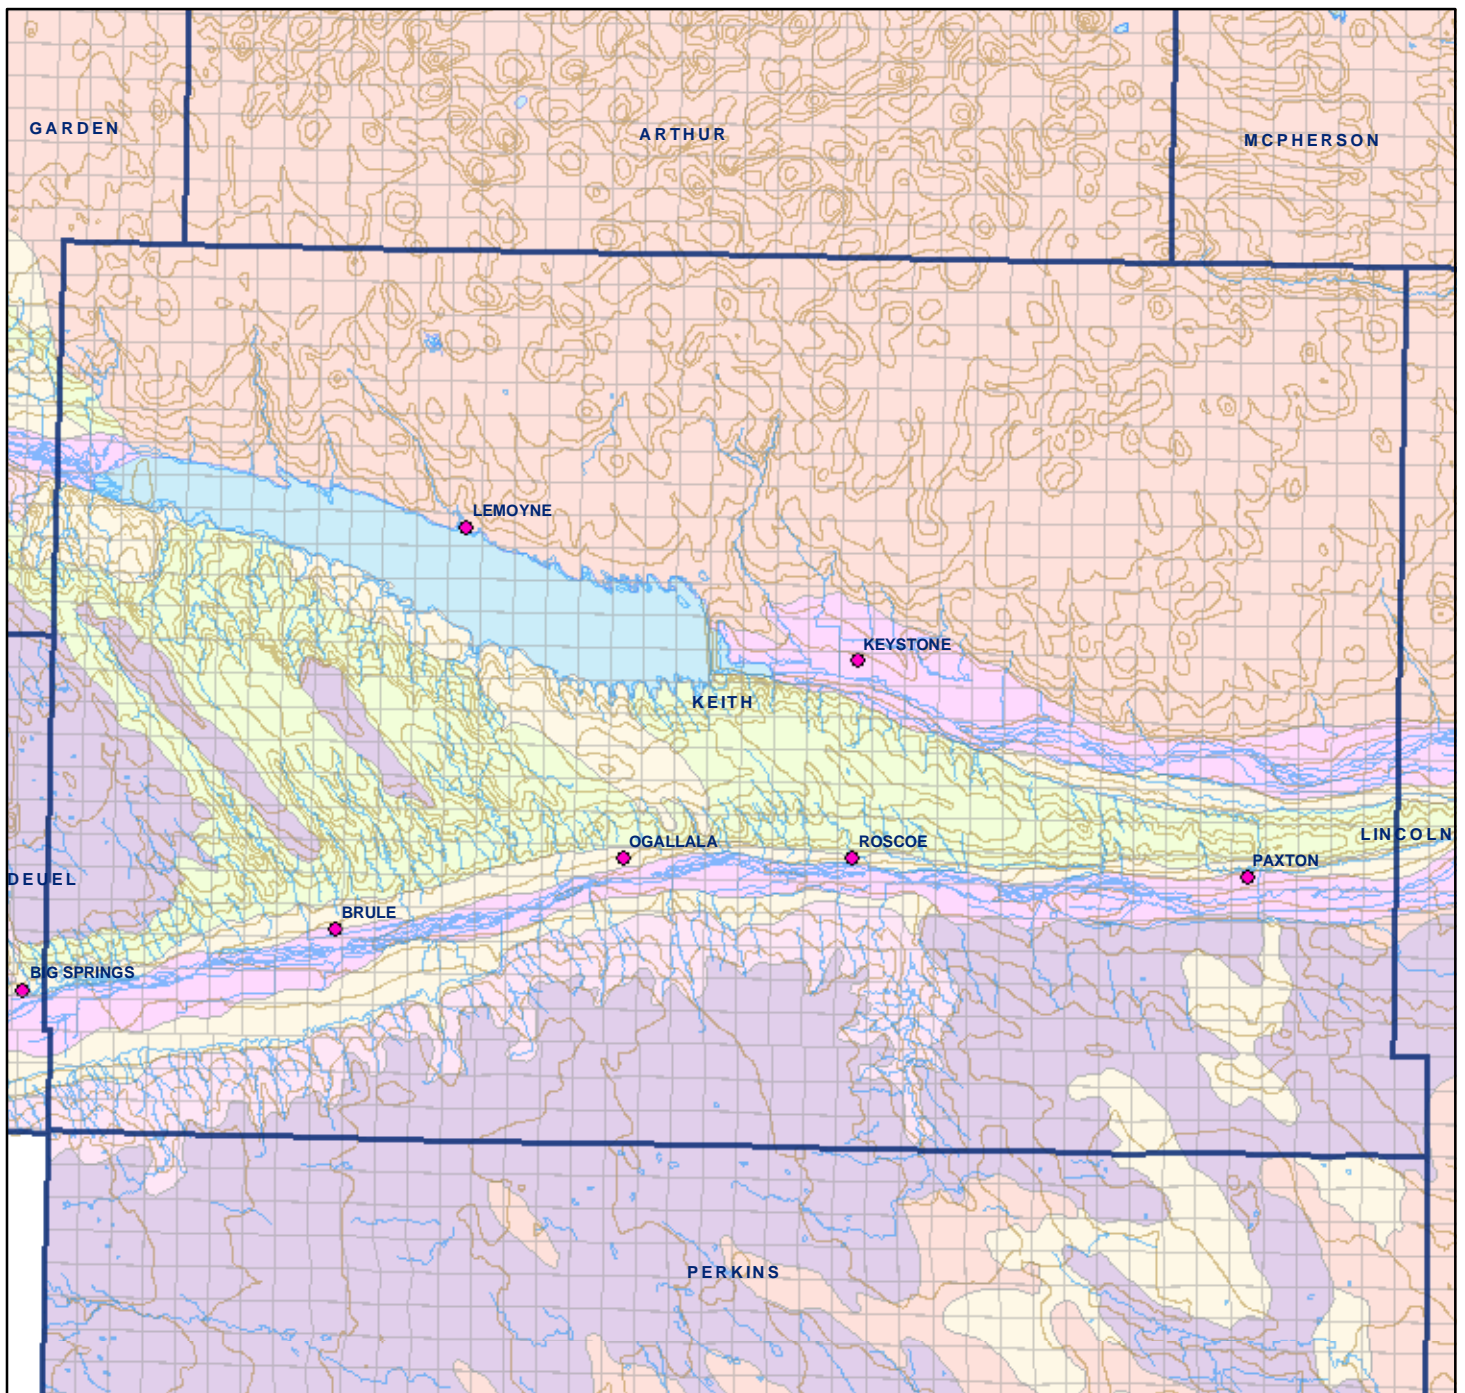 GARDEN
ARTHUR
MCPHERSON
LEMOYNE
KEYSTONE
KEITH
LINCOLN
OGALLALA
ROSCOE
PAXTON
DEUEL
BRULE
BIG SPRINGS
PERKINS